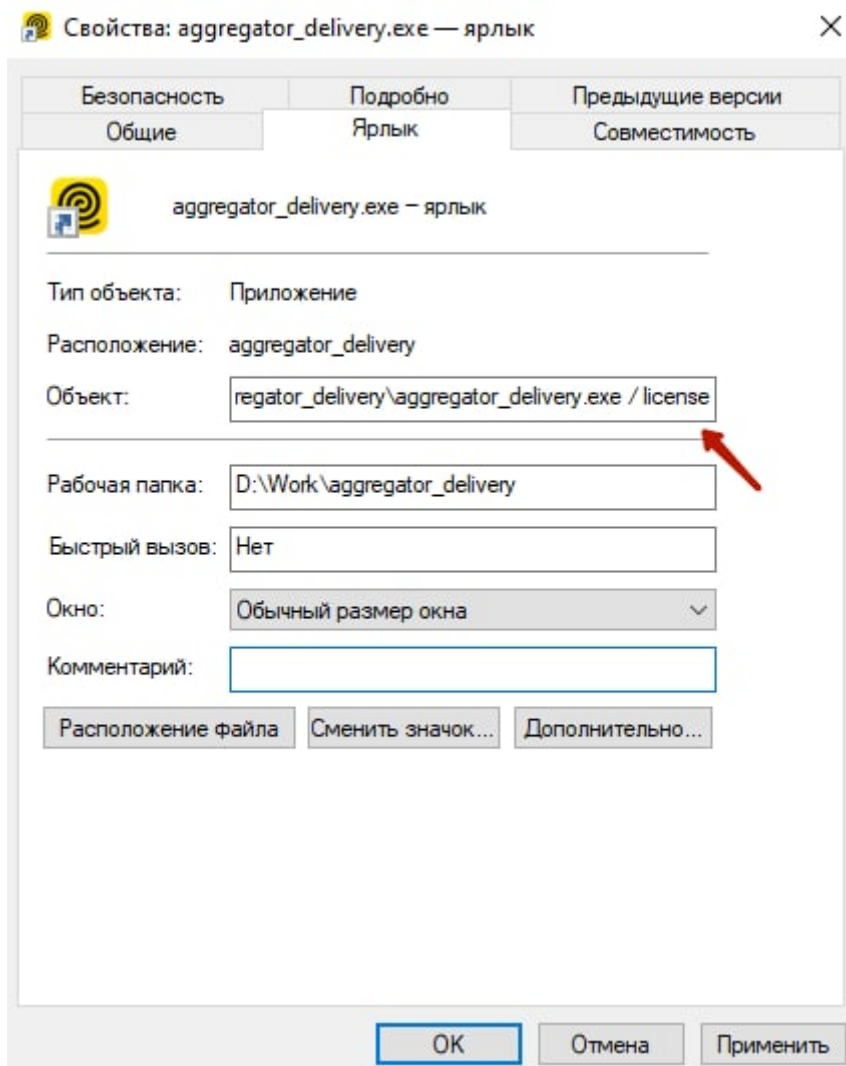 Свойства: aggregator_delivery.exe — ярлык
Безопасность Подробно Предыдущие версии
Общие Ярлык Совместимость
aggregator_delivery.exe – ярлык
Тип объекта: Приложение
Расположение: aggregator_delivery
Объект: regator_delivery\aggregator_delivery.exe / license
Рабочая папка: D:\Work\aggregator_delivery
Быстрый вызов: Нет
Окно: Обычный размер окна
Комментарий:
Расположение файла Сменить значок... Дополнительно...
OK Отмена Применить